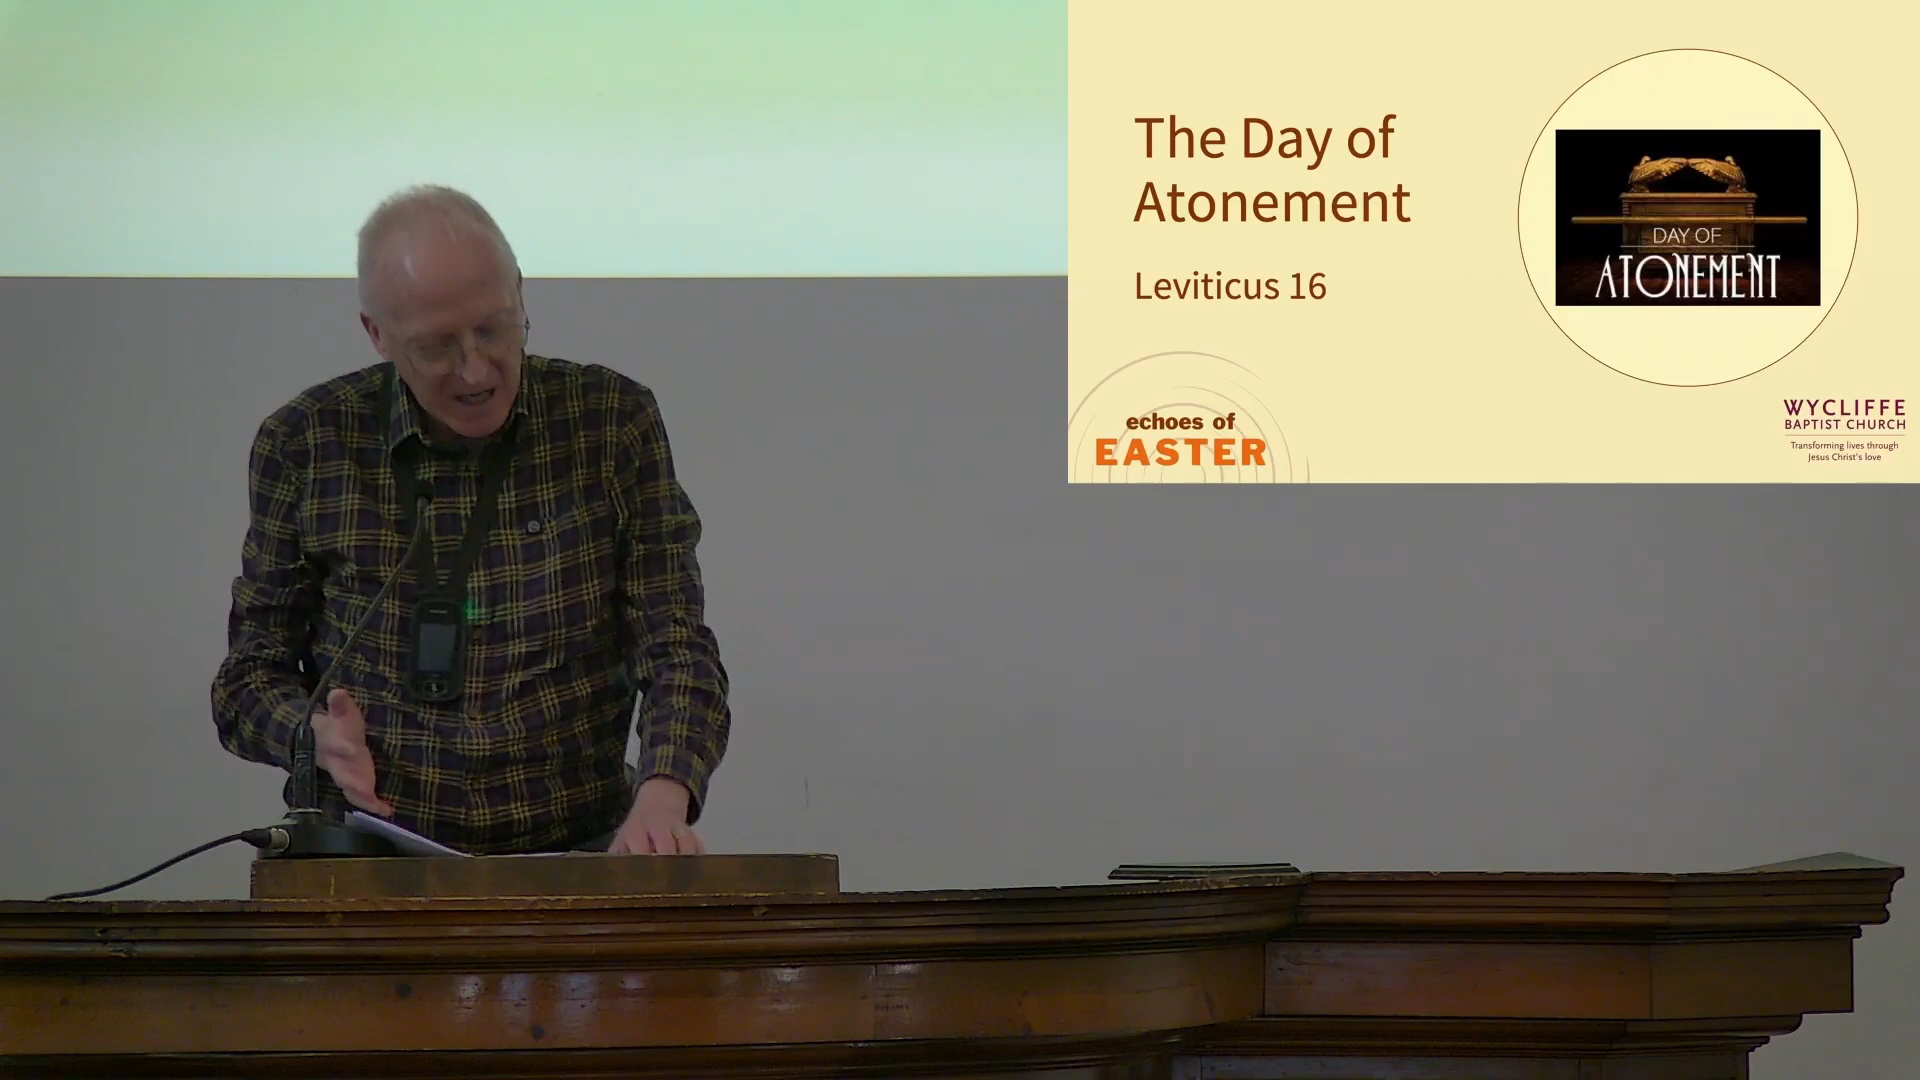 The Day of
Atonement
Leviticus 16
DAY OF
ATONEMENT
echoes of
EASTER
WYCLIFFE
BAPTIST CHURCH
Transforming lives through
Jesus Christ's love